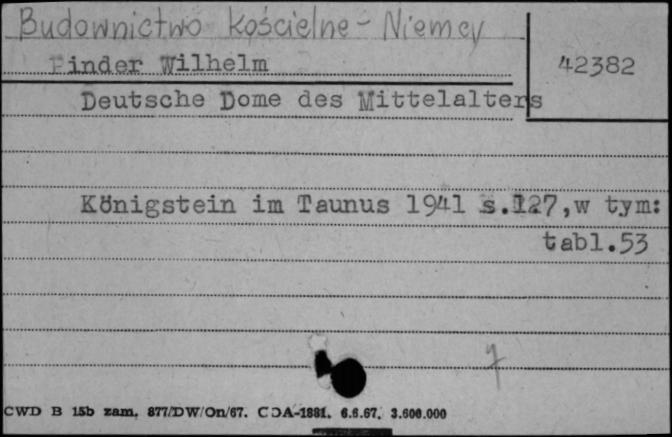 Budownictwo kościelne - Niemcy
Pinder Wilhelm
42382
Deutsche Dome des Mittelalters
Königstein im Taunus 1941 s.127,w tym:
tabl.53
7
CWD B 15b zam. 877/DW/On/67. CDA-1881. 6.6.67. 3.600.000